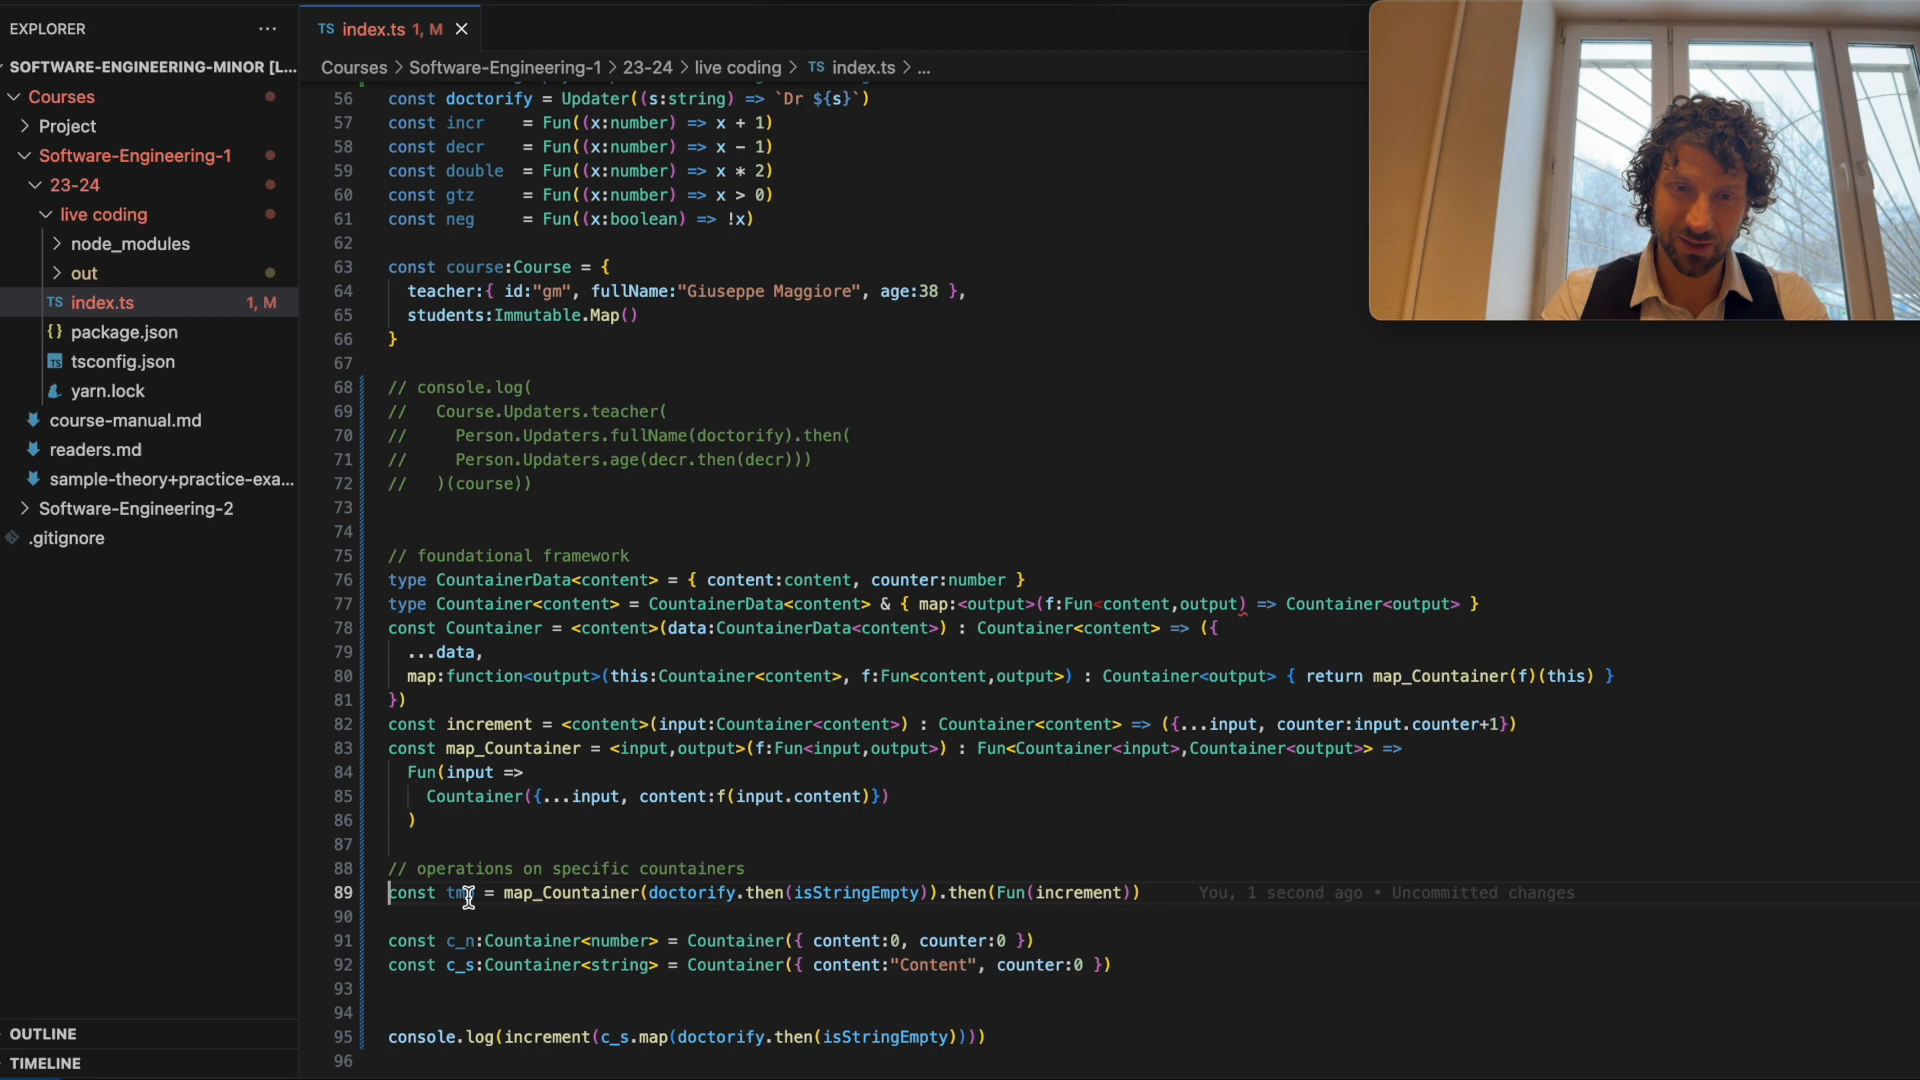 EXPLORER
SOFTWARE-ENGINEERING-MINOR [L...
Courses
Project
Software-Engineering-1
23-24
live coding
node_modules
out
TS index.ts 1, M
{} package.json
TS tsconfig.json
yarn.lock
course-manual.md
readers.md
sample-theory+practice-exa...
Software-Engineering-2
.gitignore
OUTLINE
TIMELINE
TS index.ts 1, M
Courses > Software-Engineering-1 > 23-24 > live coding > TS index.ts > ...
56 const doctorify = Updater((s:string) => `Dr ${s}`)
57 const incr = Fun((x:number) => x + 1)
58 const decr = Fun((x:number) => x - 1)
59 const double = Fun((x:number) => x * 2)
60 const gtz = Fun((x:number) => x > 0)
61 const neg = Fun((x:boolean) => !x)
62
63 const course:Course = {
64 teacher:{ id:"gm", fullName:"Giuseppe Maggiore", age:38 },
65 students:Immutable.Map()
66 }
67
68 // console.log(
69 // Course.Updaters.teacher(
70 // Person.Updaters.fullName(doctorify).then(
71 // Person.Updaters.age(decr.then(decr)))
72 // )(course))
73
74
75 // foundational framework
76 type CountainerData<content> = { content:content, counter:number }
77 type Countainer<content> = CountainerData<content> & { map:<output>(f:Fun<content,output) => Countainer<output> }
78 const Countainer = <content>(data:CountainerData<content>) : Countainer<content> => ({
79 ...data,
80 map:function<output>(this:Countainer<content>, f:Fun<content,output>) : Countainer<output> { return map_Countainer(f)(this) }
81 })
82 const increment = <content>(input:Countainer<content>) : Countainer<content> => ({...input, counter:input.counter+1})
83 const map_Countainer = <input,output>(f:Fun<input,output>) : Fun<Countainer<input>,Countainer<output>> =>
84 Fun(input =>
85 Countainer({...input, content:f(input.content)})
86 )
87
88 // operations on specific countainers
89 const = map_Countainer(doctorify.then(isStringEmpty)).then(Fun(increment)) You, 1 second ago • Uncommitted changes
90
91 const c_n:Countainer<number> = Countainer({ content:0, counter:0 })
92 const c_s:Countainer<string> = Countainer({ content:"Content", counter:0 })
93
94
95 console.log(increment(c_s.map(doctorify.then(isStringEmpty))))
96